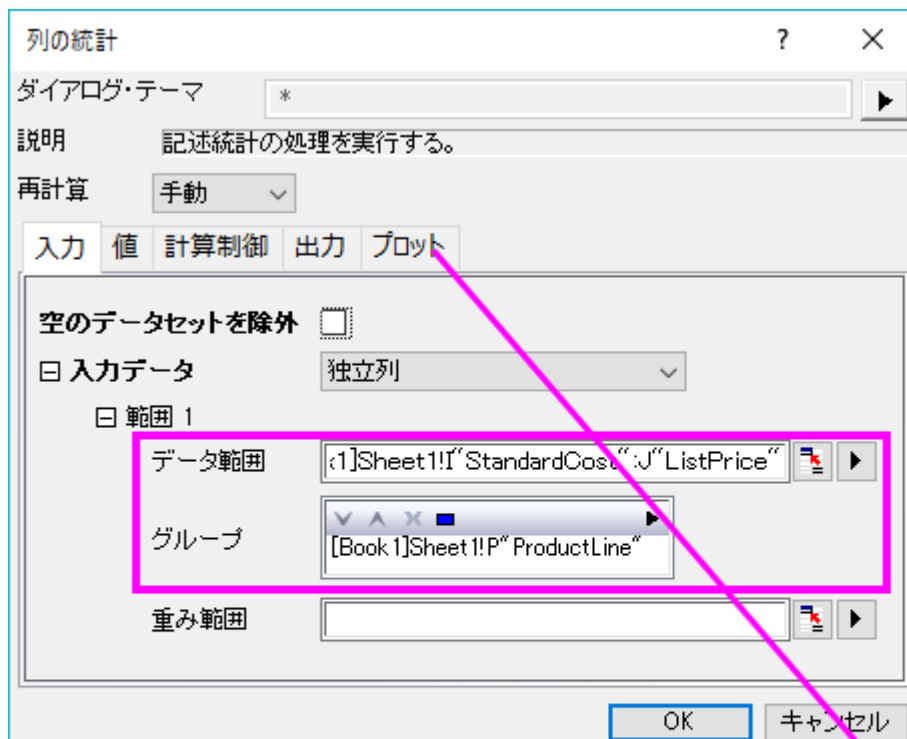 列の統計
ダイアログ・テーマ *
説明 記述統計の処理を実行する。
再計算 手動
入力 値 計算制御 出力 プロット
空のデータセットを除外
入力データ 独立列
範囲 1
データ範囲 k1]Sheet1!I"StandardCost":J"ListPrice"
グループ [Book1]Sheet1!P"ProductLine"
重み範囲
OK キャンセル